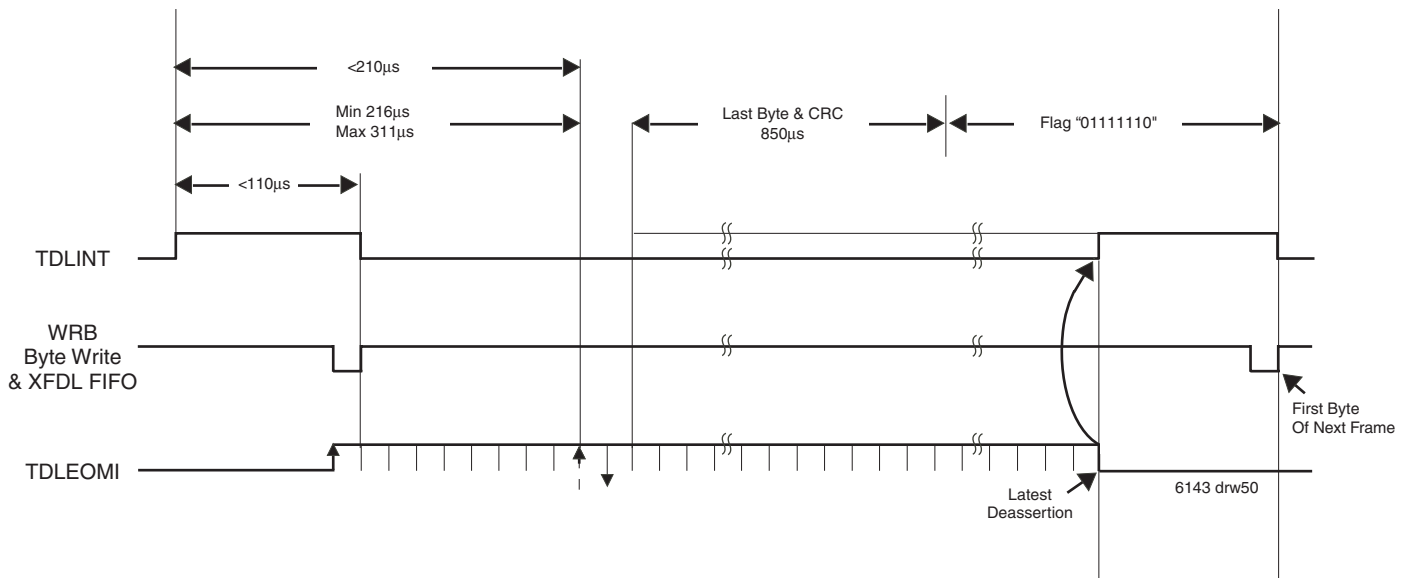 <210µs
Min 216µs
Max 311µs
Last Byte & CRC
850µs
Flag “01111110"
<110µs
TDLINT
WRB
Byte Write
& XFDL FIFO
First Byte
Of Next Frame
TDLEOMI
Latest
Deassertion
6143 drw50